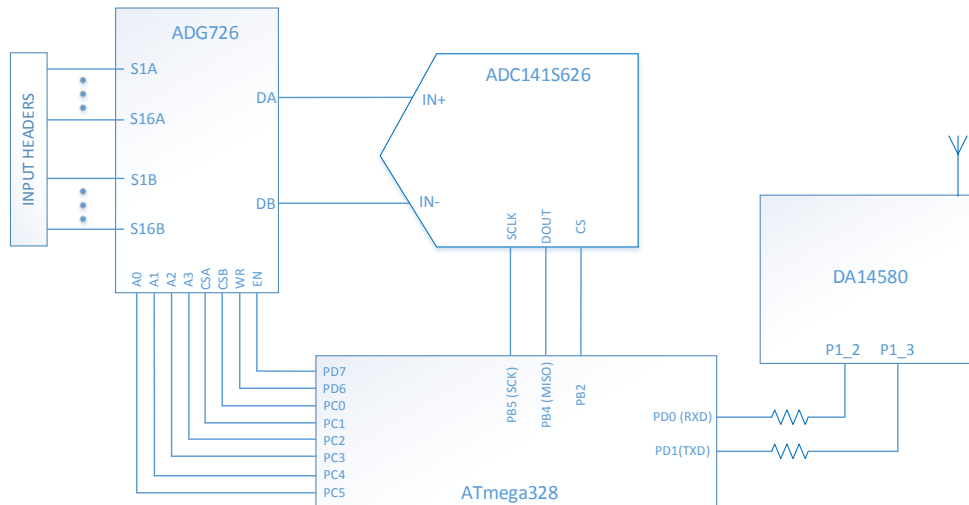 ADG726
INPUT HEADERS
S1A
S16A
S1B
S16B
DA
DB
A0
A1
A2
A3
CSA
CSB
WR
EN
ADC141S626
IN+
IN-
SCLK
DOUT
CS
DA14580
P1_2
P1_3
PD7
PD6
PC0
PC1
PC2
PC3
PC4
PC5
PB5 (SCK)
PB4 (MISO)
PB2
PD0 (RXD)
PD1(TXD)
ATmega328